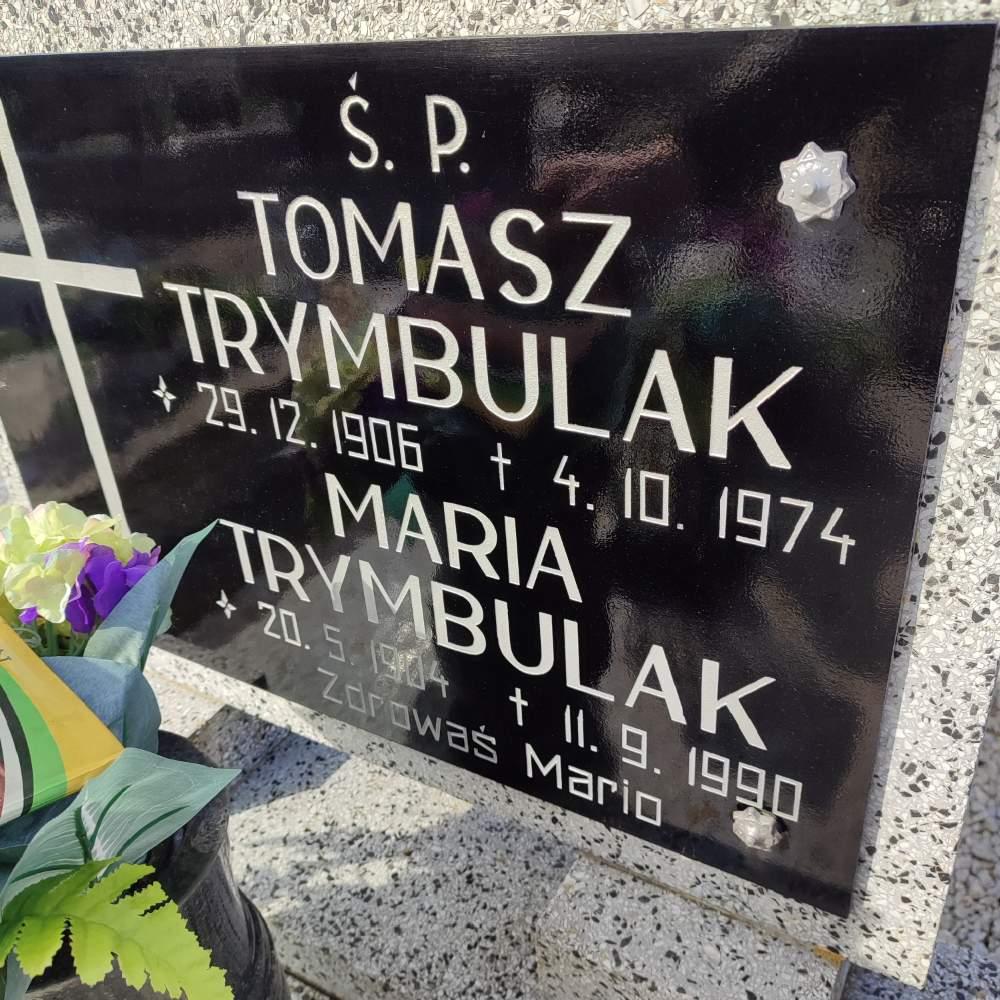 Ś. P.
TOMASZ
TRYMBULAK
29. 12. 1906 † 4. 10. 1974
MARIA
TRYMBULAK
20. 5. 1904 † 11. 9. 1990
Zdrowaś Mario